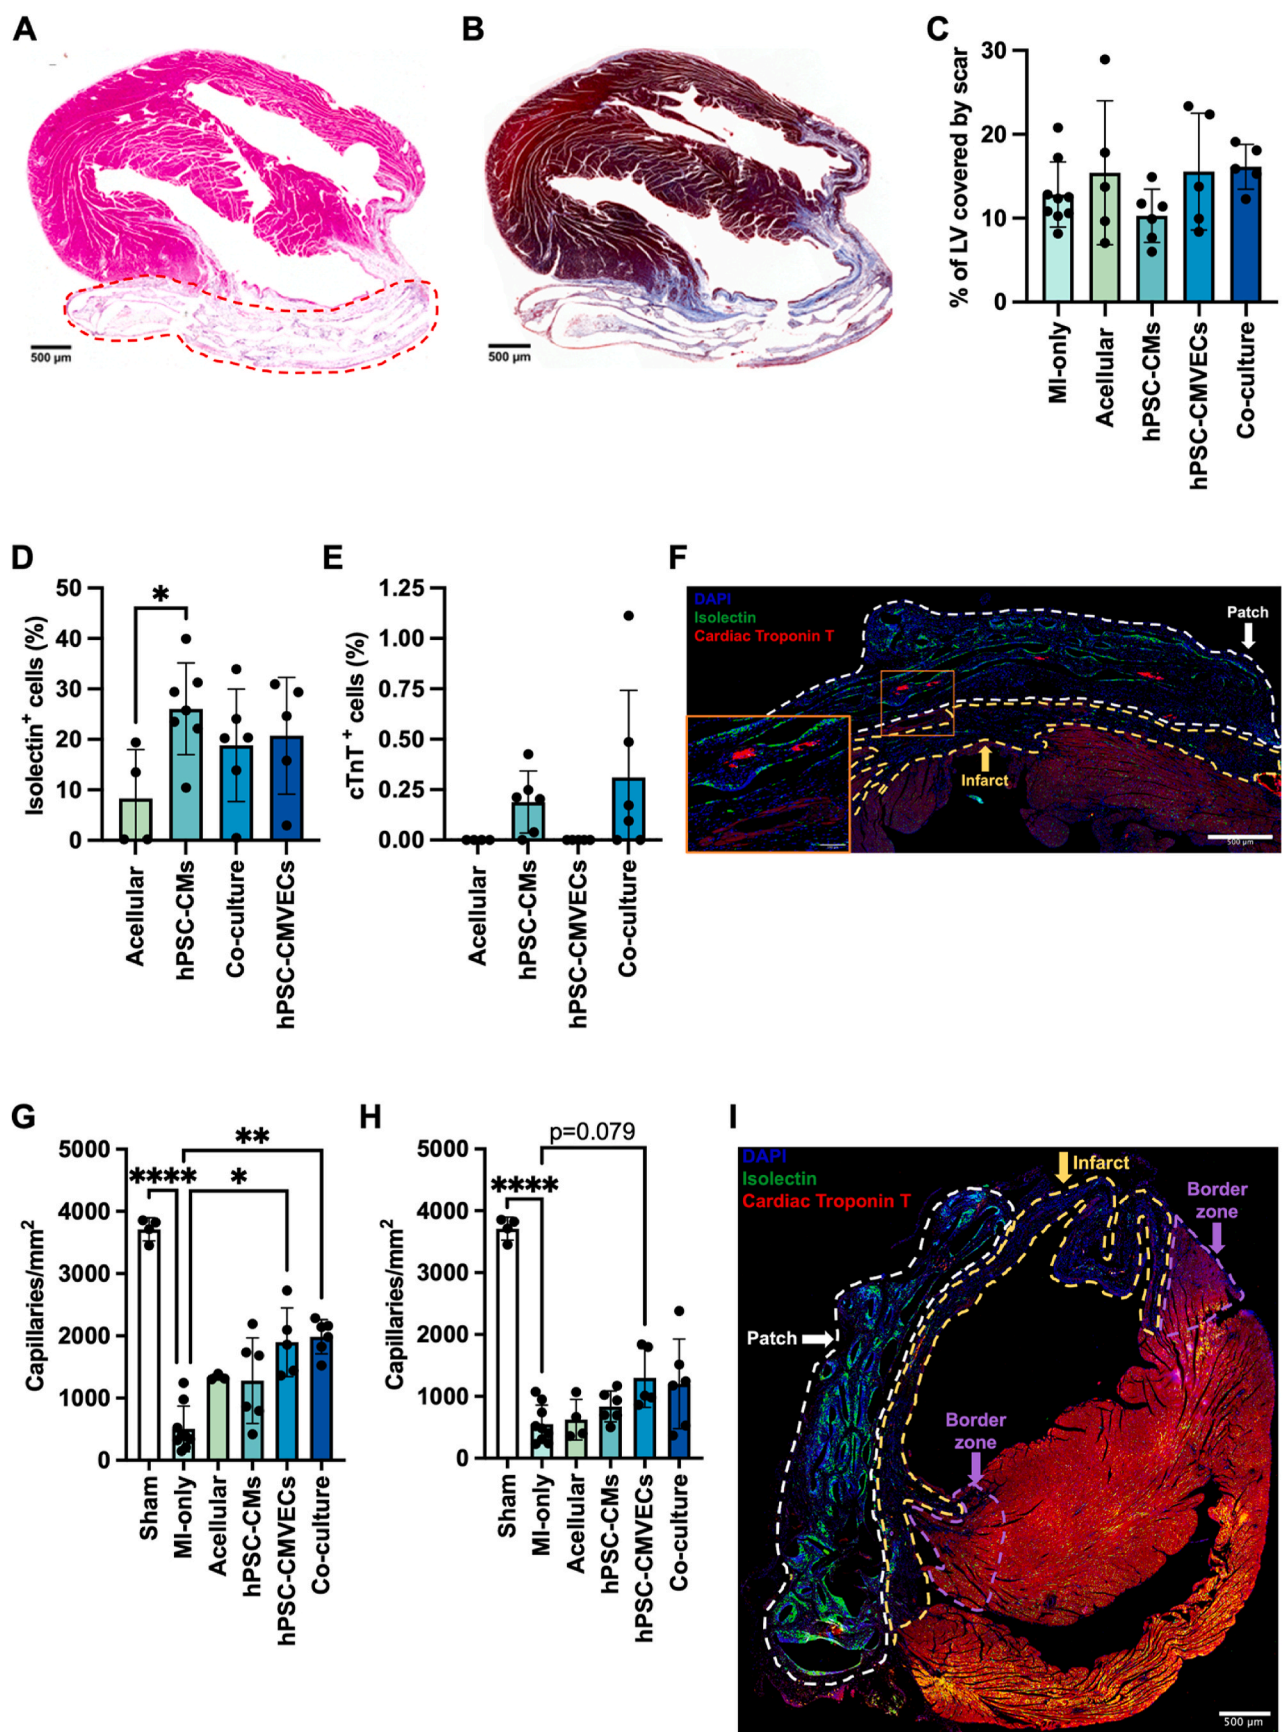 A
500 µm
B
500 µm
C
% of LV covered by scar
30
20
10
0
MI-only
Acellular
hPSC-CMs
hPSC-CMVECs
Co-culture
D
Isolectin+ cells (%)
50
40
30
20
10
0
*
Acellular
hPSC-CMs
Co-culture
hPSC-CMVECs
E
cTnT + cells (%)
1.25
1.00
0.75
0.50
0.25
0.00
Acellular
hPSC-CMs
hPSC-CMVECs
Co-culture
F
DAPI
Isolectin
Cardiac Troponin T
Patch
Infarct
500 µm
G
Capillaries/mm2
5000
4000
3000
2000
1000
0
**
****
*
Sham
MI-only
Acellular
hPSC-CMs
hPSC-CMVECs
Co-culture
H
Capillaries/mm2
5000
4000
3000
2000
1000
0
p=0.079
****
Sham
MI-only
Acellular
hPSC-CMs
hPSC-CMVECs
Co-culture
I
DAPI
Isolectin
Cardiac Troponin T
Infarct
Border
zone
Patch
Border
zone
500 µm